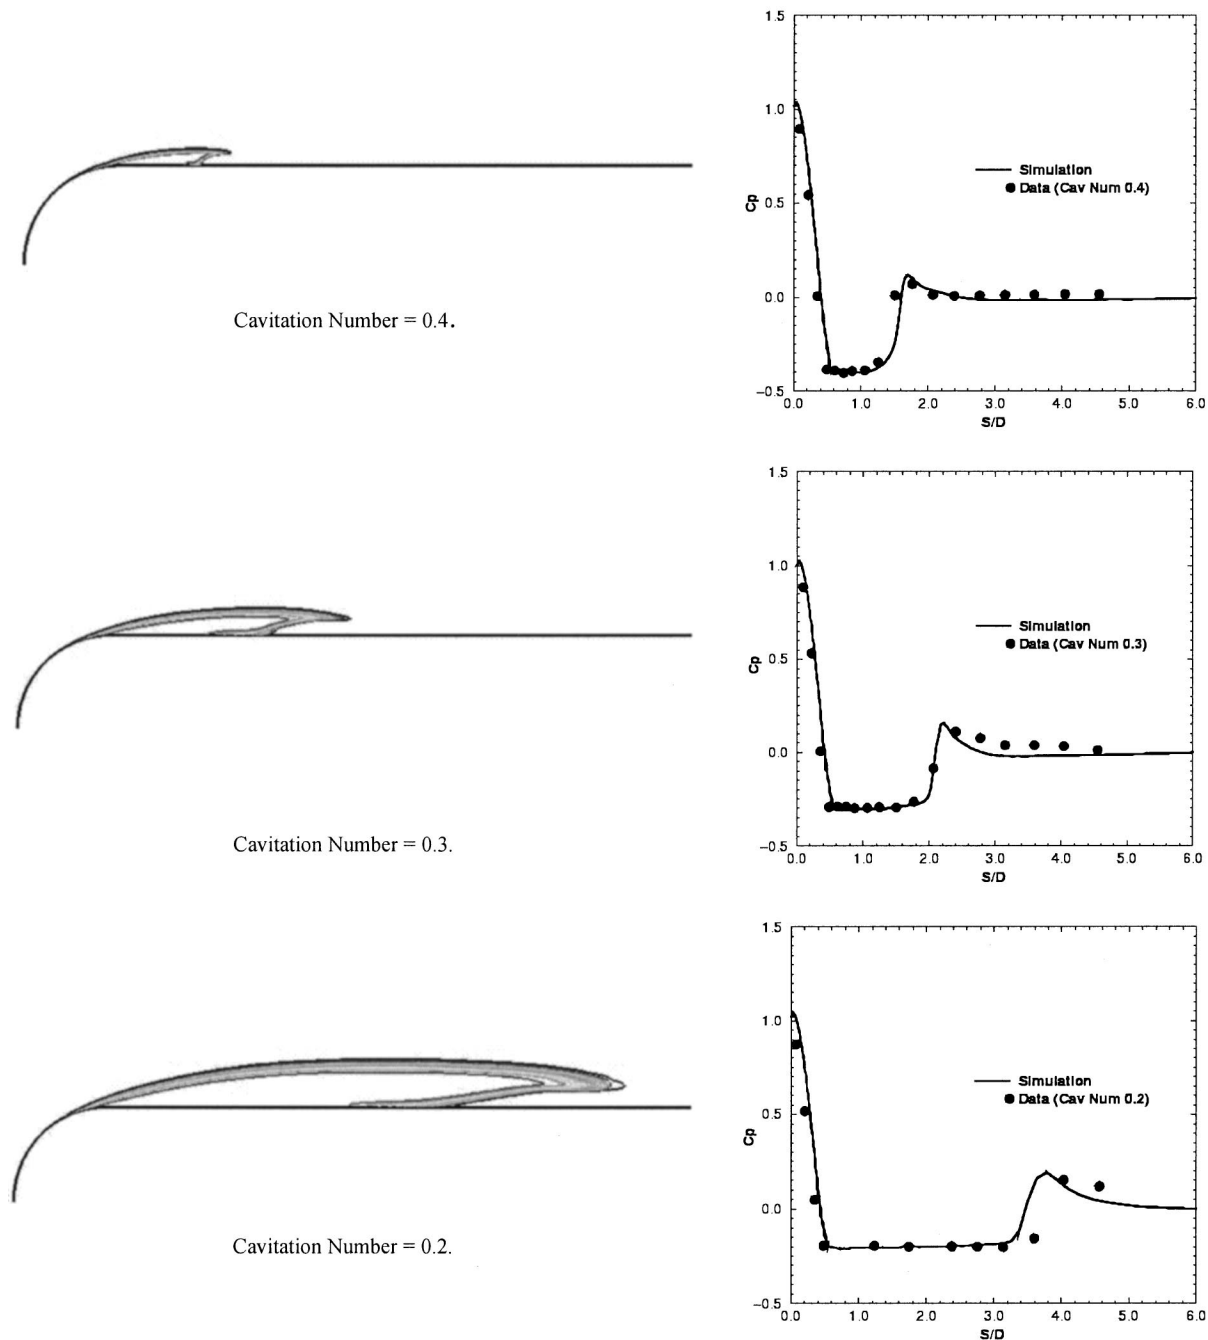 1.5
1.0
0.5
0.0
−0.5
Cp
Simulation
Data (Cav Num 0.4)
0.0 1.0 2.0 3.0 4.0 5.0 6.0
S/D
Cavitation Number = 0.4.
1.5
1.0
0.5
0.0
−0.5
Cp
Simulation
Data (Cav Num 0.3)
0.0 1.0 2.0 3.0 4.0 5.0 6.0
S/D
Cavitation Number = 0.3.
1.5
1.0
0.5
0.0
−0.5
Cp
Simulation
Data (Cav Num 0.2)
0.0 1.0 2.0 3.0 4.0 5.0 6.0
S/D
Cavitation Number = 0.2.